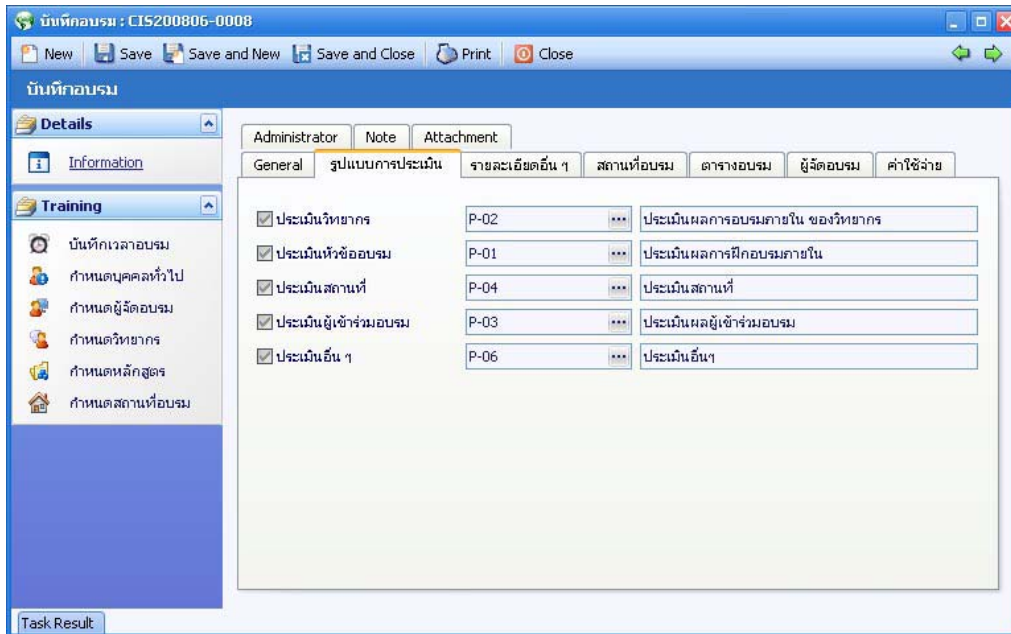 บันทึกอบรม : CIS200806-0008
New Save Save and New Save and Close Print Close
บันทึกอบรม
Details
Information
Training
บันทึกเวลาอบรม
กำหนดบุคคลทั่วไป
กำหนดผู้จัดอบรม
กำหนดวิทยากร
กำหนดหลักสูตร
กำหนดสถานที่อบรม
Administrator Note Attachment
General รูปแบบการประเมิน รายละเอียดอื่น ๆ สถานที่อบรม ตารางอบรม ผู้จัดอบรม ค่าใช้จ่าย
ประเมินวิทยากร P-02 ... ประเมินผลการอบรมภายใน ของวิทยากร
ประเมินหัวข้ออบรม P-01 ... ประเมินผลการฝึกอบรมภายใน
ประเมินสถานที่ P-04 ... ประเมินสถานที่
ประเมินผู้เข้าร่วมอบรม P-03 ... ประเมินผลผู้เข้าร่วมอบรม
ประเมินอื่น ๆ P-06 ... ประเมินอื่นๆ
Task Result